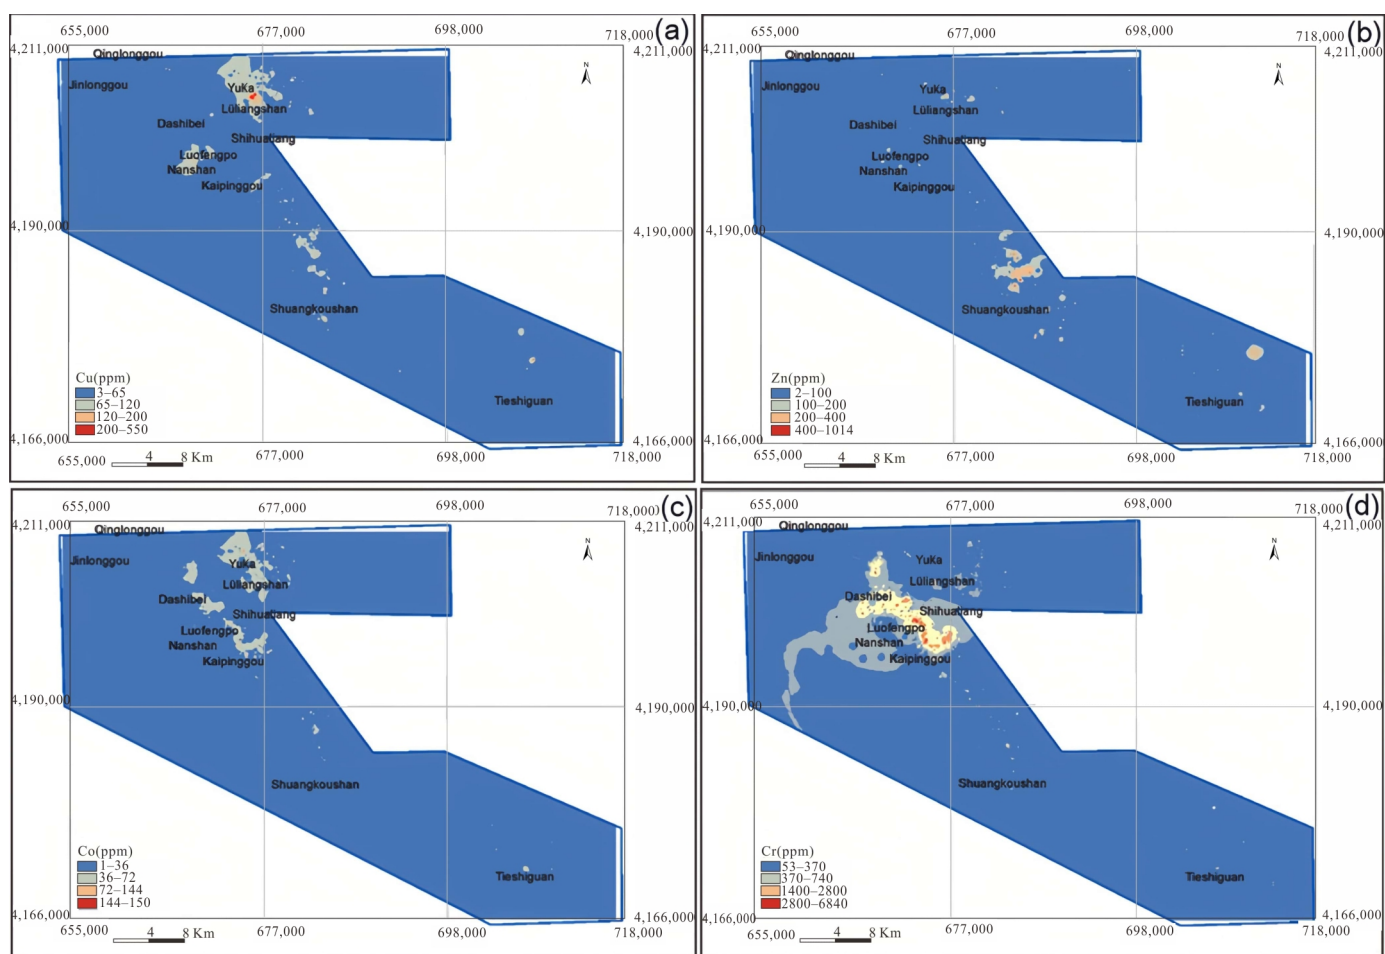 (a)
655,000 677,000 698,000 718,000
4,211,000 4,211,000
Qinglonggou
N
Jinlonggou
YuKa
Lüliangshan
Dashibei
Shihuatiang
Luofengpo
Nanshan
Kaipinggou
4,190,000 4,190,000
Shuangkoushan
Cu(ppm)
3–65
65–120
120–200
200–550
Tieshiguan
4,166,000 4,166,000
655,000 4 8 Km 677,000 698,000 718,000
(b)
655,000 677,000 698,000 718,000
4,211,000 4,211,000
Qinglonggou
N
Jinlonggou
YuKa
Lüliangshan
Dashibei
Shihuatiang
Luofengpo
Nanshan
Kaipinggou
4,190,000 4,190,000
Shuangkoushan
Zn(ppm)
2–100
100–200
200–400
400–1014
Tieshiguan
4,166,000 4,166,000
655,000 4 8 Km 677,000 698,000 718,000
(c)
655,000 677,000 698,000 718,000
4,211,000 4,211,000
Qinglonggou
N
Jinlonggou
YuKa
Lüliangshan
Dashibei
Shihuatiang
Luofengpo
Nanshan
Kaipinggou
4,190,000 4,190,000
Shuangkoushan
Co(ppm)
1–36
36–72
72–144
144–150
Tieshiguan
4,166,000 4,166,000
655,000 4 8 Km 677,000 698,000 718,000
(d)
655,000 677,000 698,000 718,000
4,211,000 4,211,000
Qinglonggou
N
Jinlonggou
YuKa
Lüliangshan
Dashibei
Shihuatiang
Luofengpo
Nanshan
Kaipinggou
4,190,000 4,190,000
Shuangkoushan
Cr(ppm)
53–370
370–740
1400–2800
2800–6840
Tieshiguan
4,166,000 4,166,000
655,000 4 8 Km 677,000 698,000 718,000